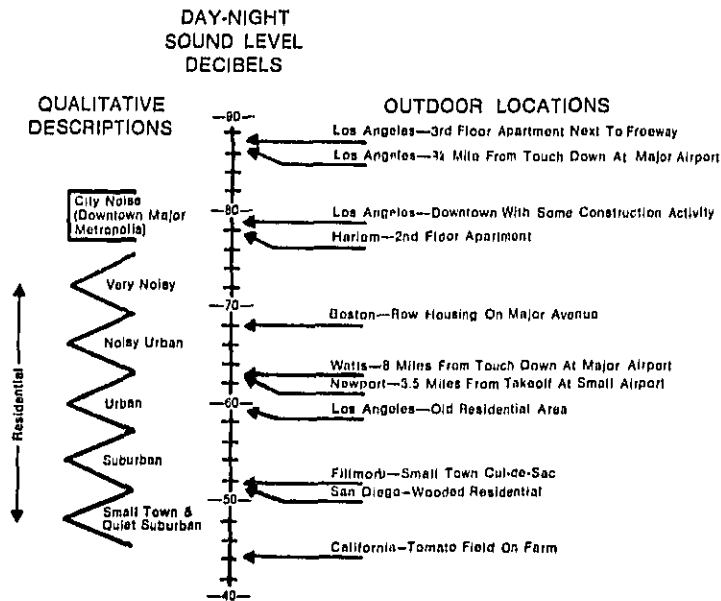 DAY-NIGHT
SOUND LEVEL
DECIBELS
QUALITATIVE
DESCRIPTIONS
OUTDOOR LOCATIONS
90
Los Angeles—3rd Floor Apartment Next To Freeway
Los Angeles—¾ Mile From Touch Down At Major Airport
City Noise
(Downtown Major
Metropolis)
80
Los Angeles—Downtown With Some Construction Activity
Harlem—2nd Floor Apartment
Very Noisy
70
Boston—Row Housing On Major Avenue
Noisy Urban
Watts—8 Miles From Touch Down At Major Airport
Newport—3.5 Miles From Takeoff At Small Airport
Residential
Urban
60
Los Angeles—Old Residential Area
Suburban
Fillmore—Small Town Cul-de-Sac
San Diego—Wooded Residential
50
Small Town &
Quiet Suburban
California—Tomato Field On Farm
40